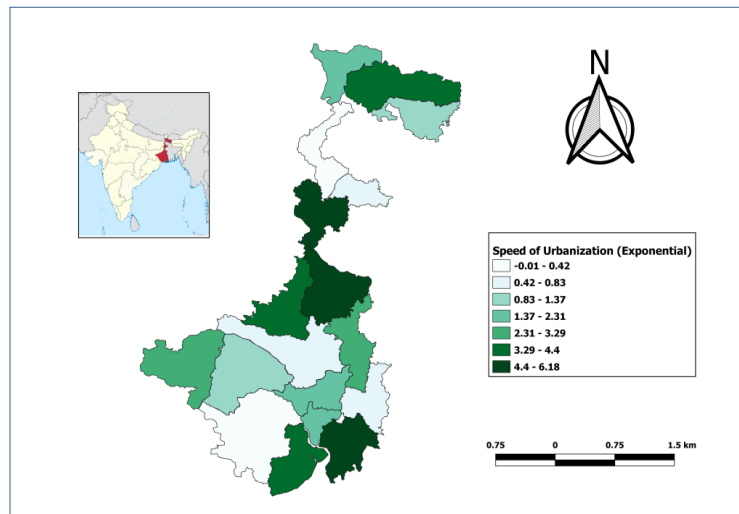 N
Speed of Urbanization (Exponential)
-0.01 - 0.42
0.42 - 0.83
0.83 - 1.37
1.37 - 2.31
2.31 - 3.29
3.29 - 4.4
4.4 - 6.18
0.75 0 0.75 1.5 km